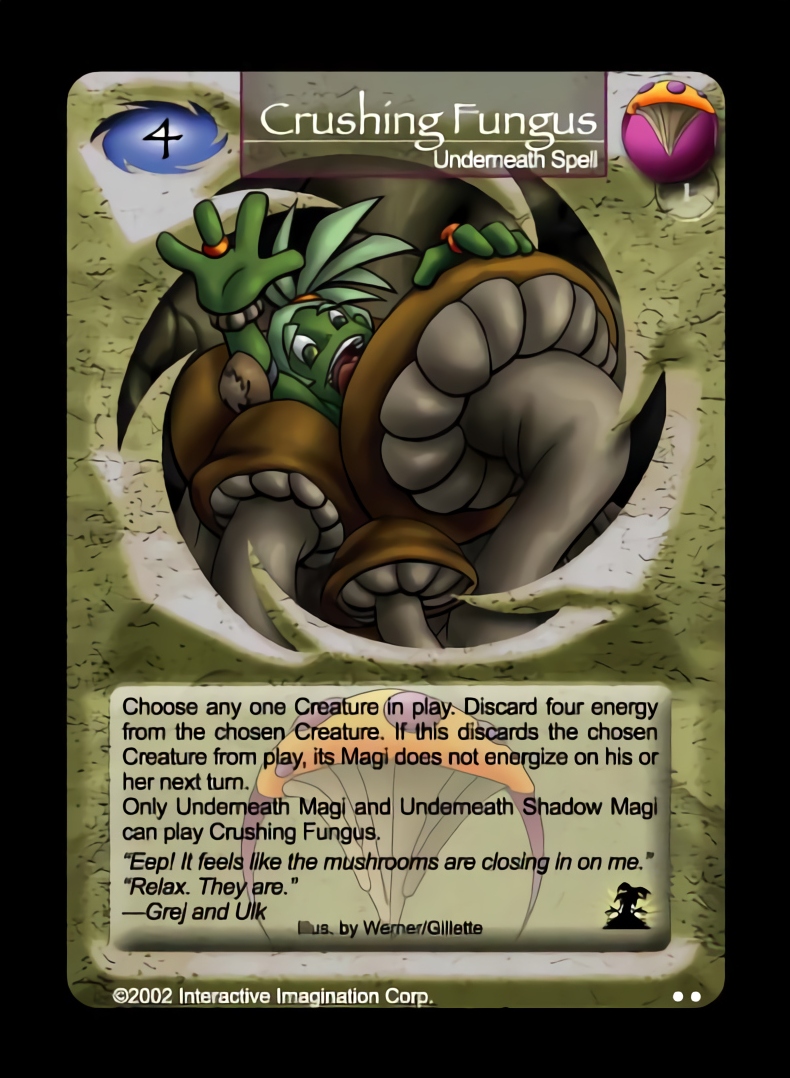 4
Crushing Fungus
Underneath Spell
1
Choose any one Creature in play. Discard four energy
from the chosen Creature. If this discards the chosen
Creature from play, its Magi does not energize on his or
her next turn.
Only Underneath Magi and Underneath Shadow Magi
can play Crushing Fungus.
"Eep! It feels like the mushrooms are closing in on me."
"Relax. They are."
—Grej and Ulk
Illus. by Werner/Gillette
©2002 Interactive Imagination Corp.